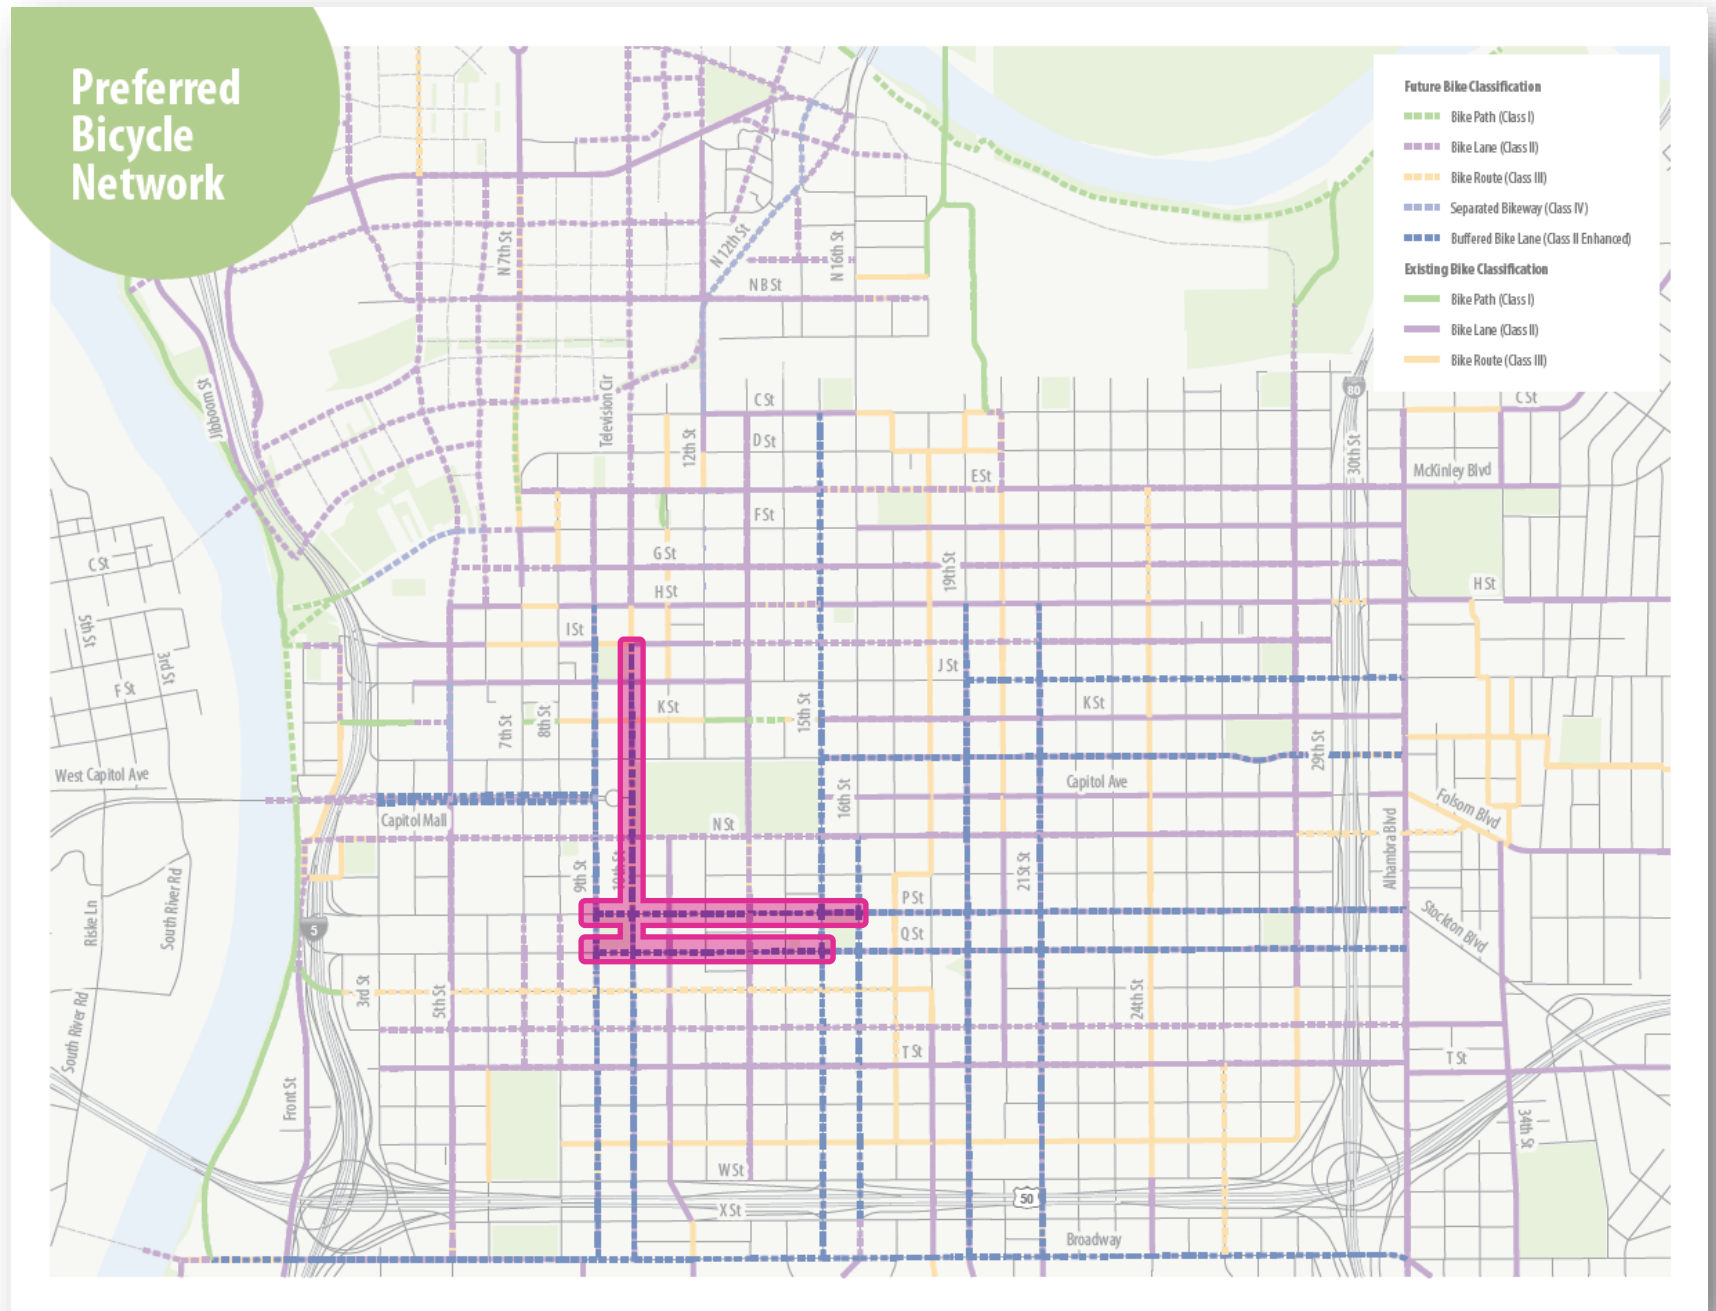 Preferred
Bicycle
Network
Future Bike Classification
Bike Path (Class I)
Bike Lane (Class II)
Bike Route (Class III)
Separated Bikeway (Class IV)
Buffered Bike Lane (Class II Enhanced)
Existing Bike Classification
Bike Path (Class I)
Bike Lane (Class II)
Bike Route (Class III)
N 7th St
N 12th St
N 16th St
N B St
Jibboom St
Television Cir
12th St
C St
D St
E St
F St
G St
H St
I St
J St
K St
K St
80
30th St
C St
McKinley Blvd
H St
19th St
C St
5th St
3rd St
F St
7th St
8th St
15th St
29th St
West Capitol Ave
Capitol Mall
Capitol Ave
16th St
N St
Folsom Blvd
Alhambra Blvd
9th St
10th St
21 St
P St
Q St
Stockton Blvd
Riske Ln
South River Rd
5
South River Rd
3rd St
5th St
24th St
T St
T St
Front St
34th St
W St
X St
50
Broadway